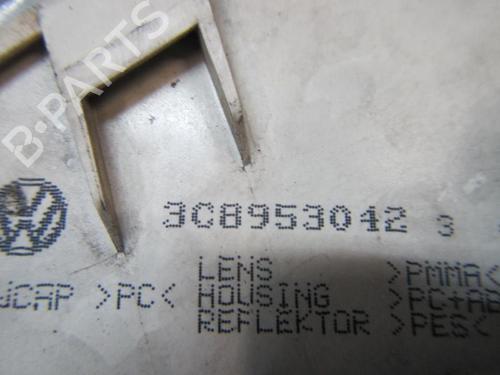 B-PARTS
3C8953042 3
LENS >PMMA<
>PC< HOUSING >PC+AB
REFLEKTOR >PES<